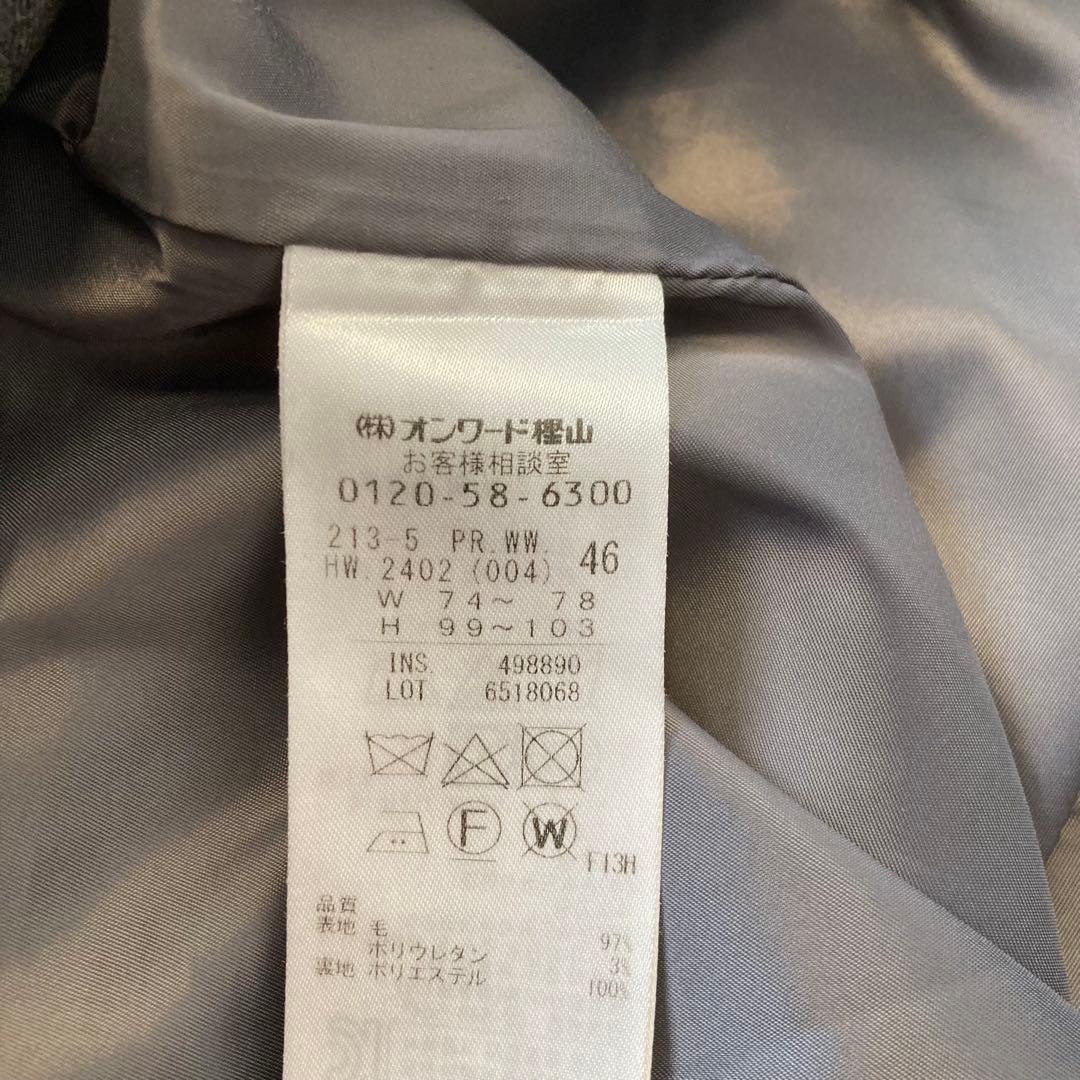 (株)オンワード樫山
お客様相談室
0120-58-6300
213-5 PR.WW. 46
HW.2402 (004)
W 74～ 78
H 99～103
INS. 498890
LOT 6518068
F
W
F13H
品質
表地 毛 97%
ポリウレタン 3%
裏地 ポリエステル 100%